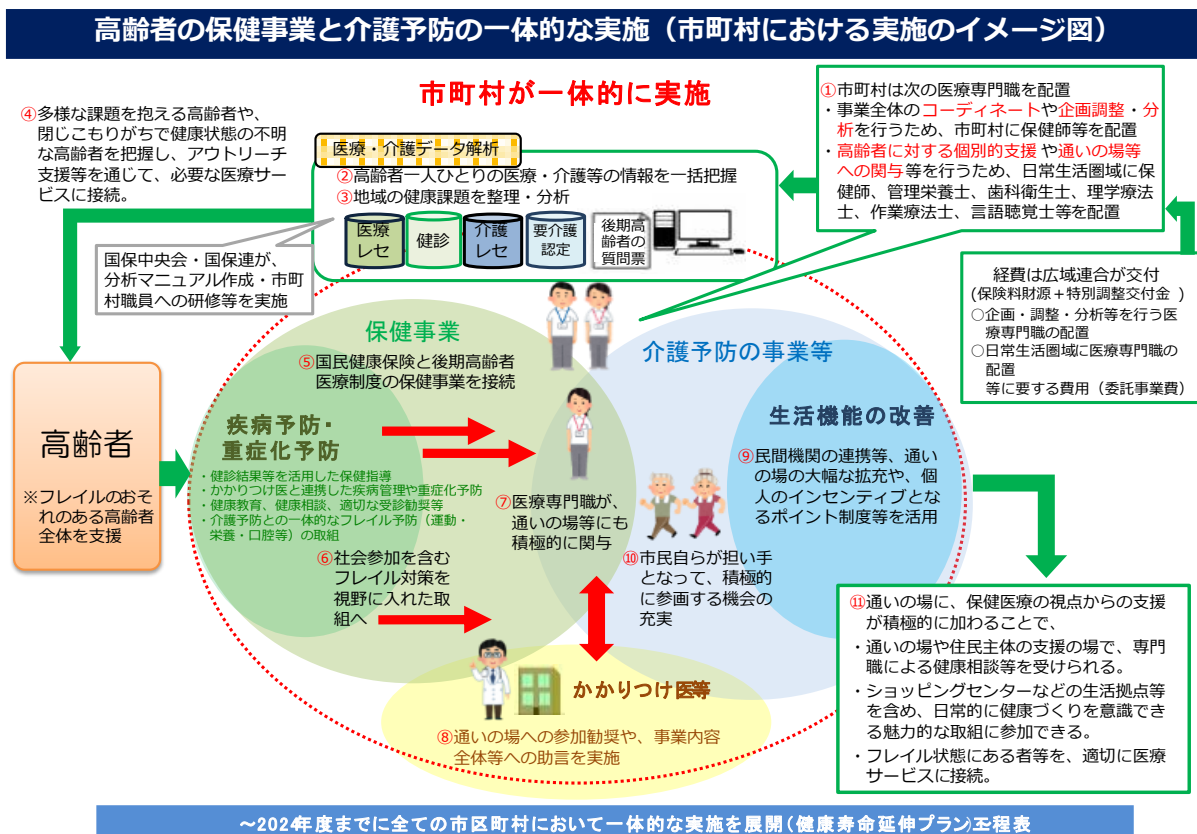 高齢者の保健事業と介護予防の一体的な実施（市町村における実施のイメージ図）
市町村が一体的に実施
④多様な課題を抱える高齢者や、
閉じこもりがちで健康状態の不明
な高齢者を把握し、アウトリーチ
支援等を通じて、必要な医療サー
ビスに接続。
医療・介護データ解析
②高齢者一人ひとりの医療・介護等の情報を一括把握
③地域の健康課題を整理・分析
医療
レセ
健診
介護
レセ
要介護
認定
後期高
齢者の
質問票
国保中央会・国保連が、
分析マニュアル作成・市町
村職員への研修等を実施
①市町村は次の医療専門職を配置
・事業全体のコーディネートや企画調整・分
析を行うため、市町村に保健師等を配置
・高齢者に対する個別的支援や通いの場等
への関与等を行うため、日常生活圏域に保
健師、管理栄養士、歯科衛生士、理学療法
士、作業療法士、言語聴覚士等を配置
経費は広域連合が交付
(保険料財源＋特別調整交付金 )
○企画・調整・分析等を行う医
療専門職の配置
○日常生活圏域に医療専門職の
配置
等に要する費用（委託事業費）
高齢者
※フレイルのおそ
れのある高齢者
全体を支援
保健事業
⑤国民健康保険と後期高齢者
医療制度の保健事業を接続
疾病予防・
重症化予防
・健診結果等を活用した保健指導
・かかりつけ医と連携した疾病管理や重症化予防
・健康教育、健康相談、適切な受診勧奨等
・介護予防との一体的なフレイル予防（運動・
栄養・口腔等）の取組
⑥社会参加を含む
フレイル対策を
視野に入れた取
組へ
⑦医療専門職が、
通いの場等にも
積極的に関与
介護予防の事業等
生活機能の改善
⑨民間機関の連携等、通い
の場の大幅な拡充や、個
人のインセンティブとな
るポイント制度等を活用
⑩市民自らが担い手
となって、積極的
に参画する機会の
充実
かかりつけ医等
⑧通いの場への参加勧奨や、事業内容
全体等への助言を実施
⑪通いの場に、保健医療の視点からの支援
が積極的に加わることで、
・通いの場や住民主体の支援の場で、専門
職による健康相談等を受けられる。
・ショッピングセンターなどの生活拠点等
を含め、日常的に健康づくりを意識でき
る魅力的な取組に参加できる。
・フレイル状態にある者等を、適切に医療
サービスに接続。
～2024年度までに全ての市区町村において一体的な実施を展開（健康寿命延伸プラン工程表